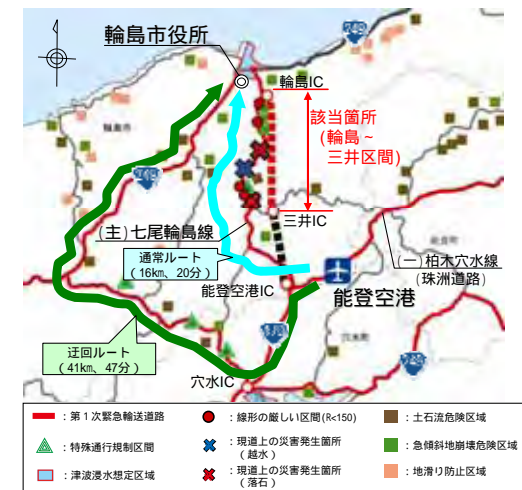 輪島市役所
249
輪島IC
該当箇所
(輪島~
三井区間)
輪島市
249
三井IC
(主)七尾輪島線
通常ルート
(16km、20分)
(一)柏木穴水線
(珠洲道路)
能登空港IC
能登空港
穴水町
迂回ルート
(41km、47分)
穴水IC
249
:第1次緊急輸送道路
:線形の厳しい区間(R<150)
:土石流危険区域
:特殊通行規制区間
:現道上の災害発生箇所
(越水)
:急傾斜地崩壊危険区域
:津波浸水想定区域
:現道上の災害発生箇所
(落石)
:地滑り防止区域